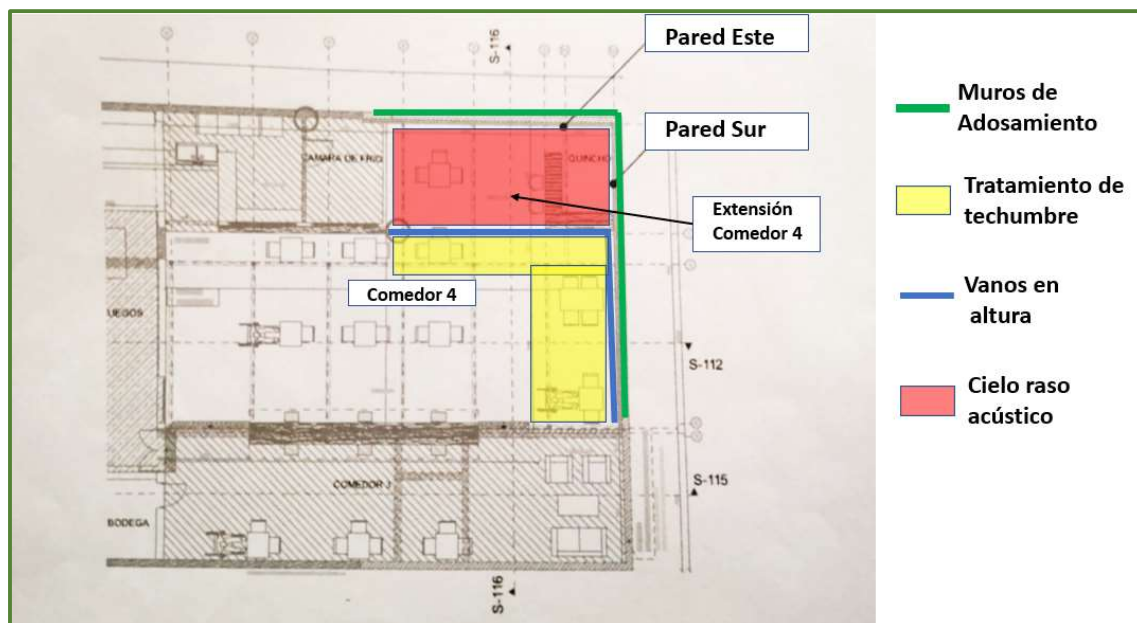 S-116
Pared Este
Pared Sur
CAMARA DE FRIO
QUINCHO
Extensión
Comedor 4
Comedor 4
S-112
COMEDOR 3
S-115
BODEGA
S-116
Muros de
Adosamiento
Tratamiento de
techumbre
Vanos en
altura
Cielo raso
acústico